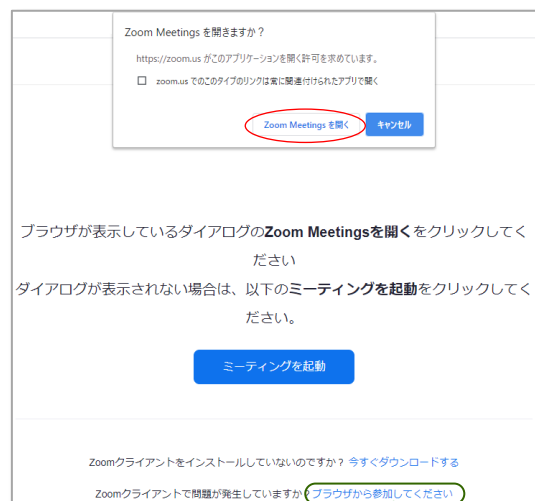 Zoom Meetings を開きますか？
https://zoom.us がこのアプリケーションを開く許可を求めています。
zoom.us でのこのタイプのリンクは常に関連付けられたアプリで開く
Zoom Meetings を開く キャンセル
ブラウザが表示しているダイアログのZoom Meetingsを開くをクリックしてく
ださい
ダイアログが表示されない場合は、以下のミーティングを起動をクリックしてく
ださい。
ミーティングを起動
Zoomクライアントをインストールしていないのですか？ 今すぐダウンロードする
Zoomクライアントで問題が発生していますか？ブラウザから参加してください